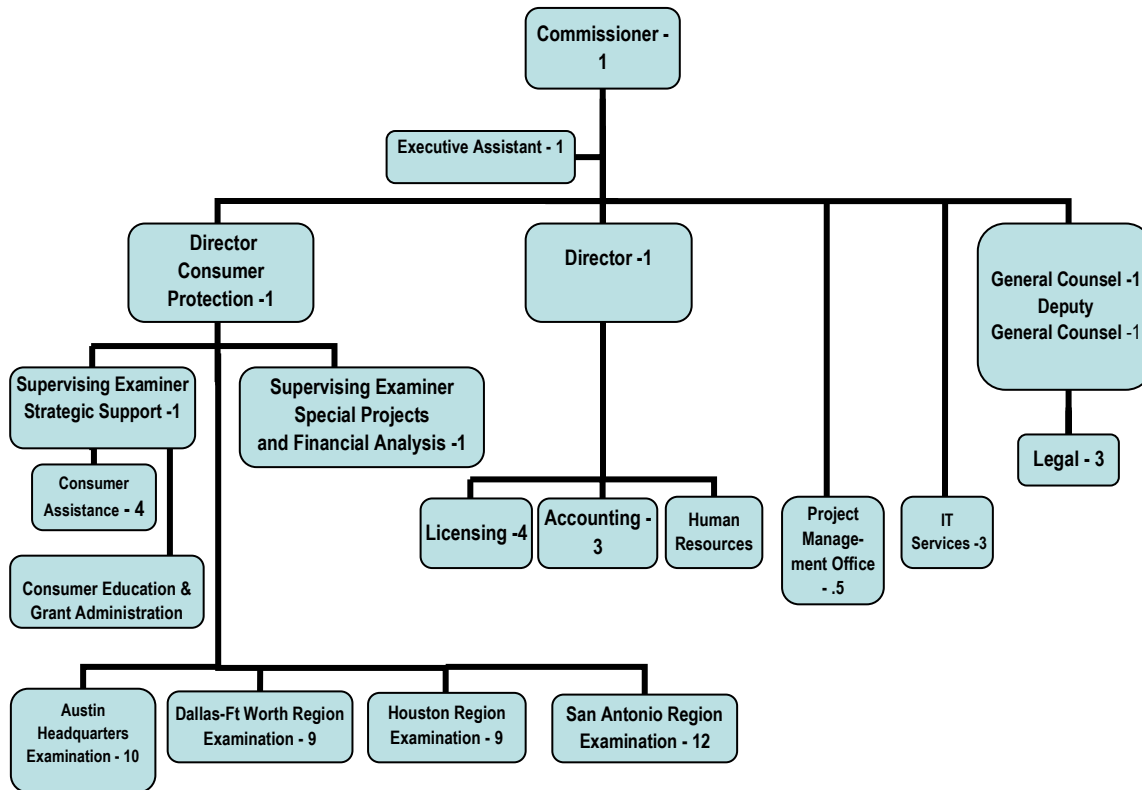 Commissioner -
1
Executive Assistant - 1
Director
Consumer
Protection -1
Director -1
General Counsel -1
Deputy
General Counsel -1
Supervising Examiner
Strategic Support -1
Supervising Examiner
Special Projects
and Financial Analysis -1
Legal - 3
Consumer
Assistance - 4
Licensing -4
Accounting -
3
Human
Resources
Project
Manage-
ment Office
- .5
IT
Services -3
Consumer Education &
Grant Administration
Austin
Headquarters
Examination - 10
Dallas-Ft Worth Region
Examination - 9
Houston Region
Examination - 9
San Antonio Region
Examination - 12